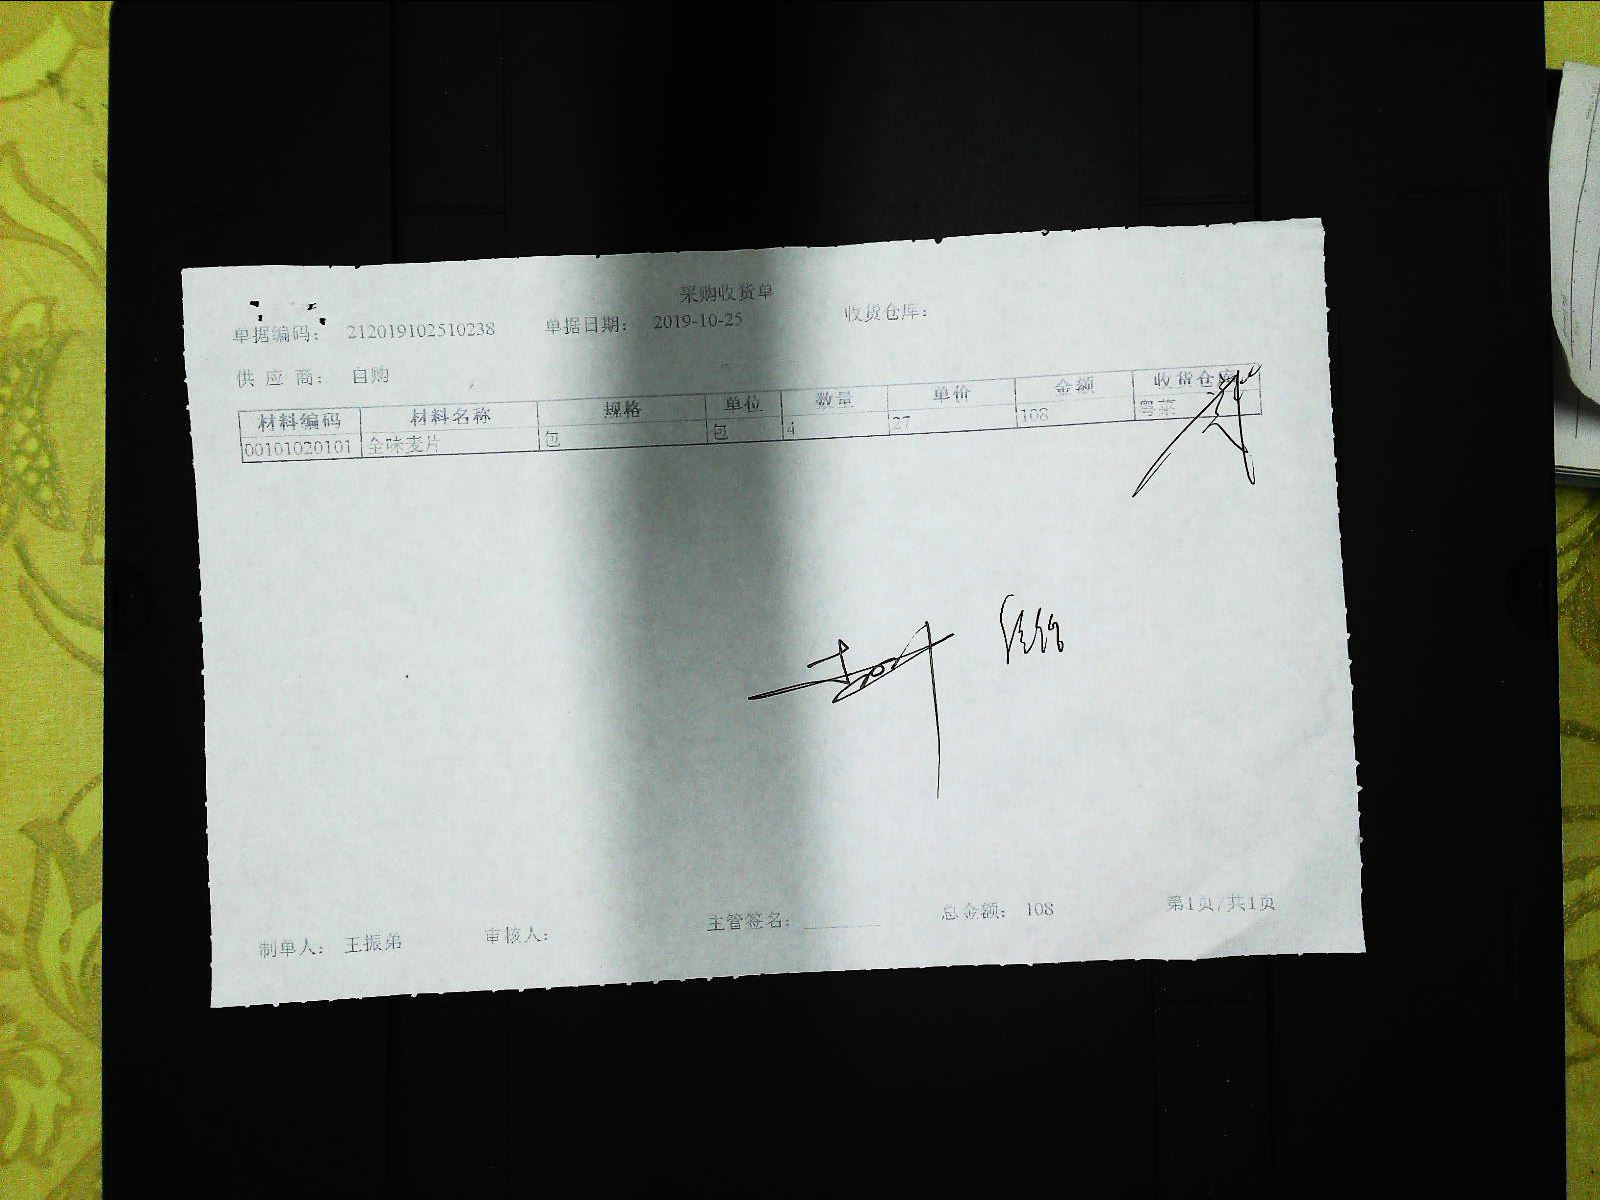 采购收货单
单据编码： 212019102510238 单据日期： 2019-10-25 收货仓库：
供 应 商： 自购
材料编码 材料名称 规格 单位 数量 单价 金额 收货仓库
00101020101 全味麦片 包 包 4 27 108 粤菜
制单人： 王振弟 审核人： 主管签名： 总金额： 108 第1页/共1页